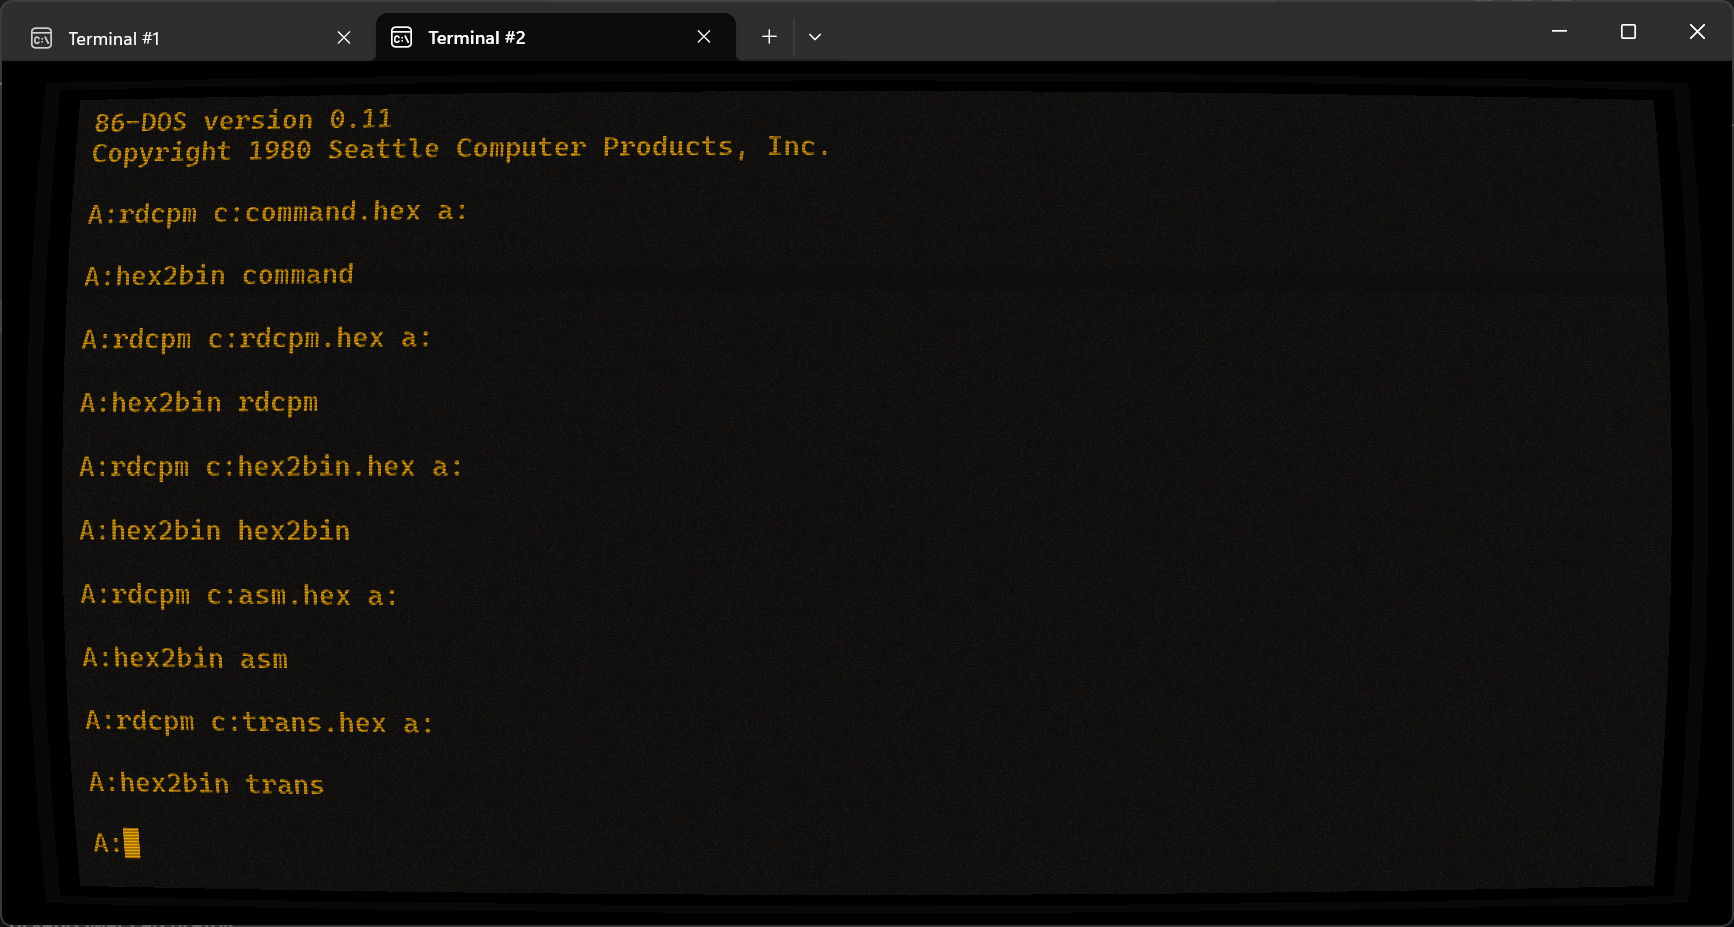 Terminal #1
Terminal #2
86-DOS version 0.11
Copyright 1980 Seattle Computer Products, Inc.
A:rdcpm c:command.hex a:
A:hex2bin command
A:rdcpm c:rdcpm.hex a:
A:hex2bin rdcpm
A:rdcpm c:hex2bin.hex a:
A:hex2bin hex2bin
A:rdcpm c:asm.hex a:
A:hex2bin asm
A:rdcpm c:trans.hex a:
A:hex2bin trans
A: